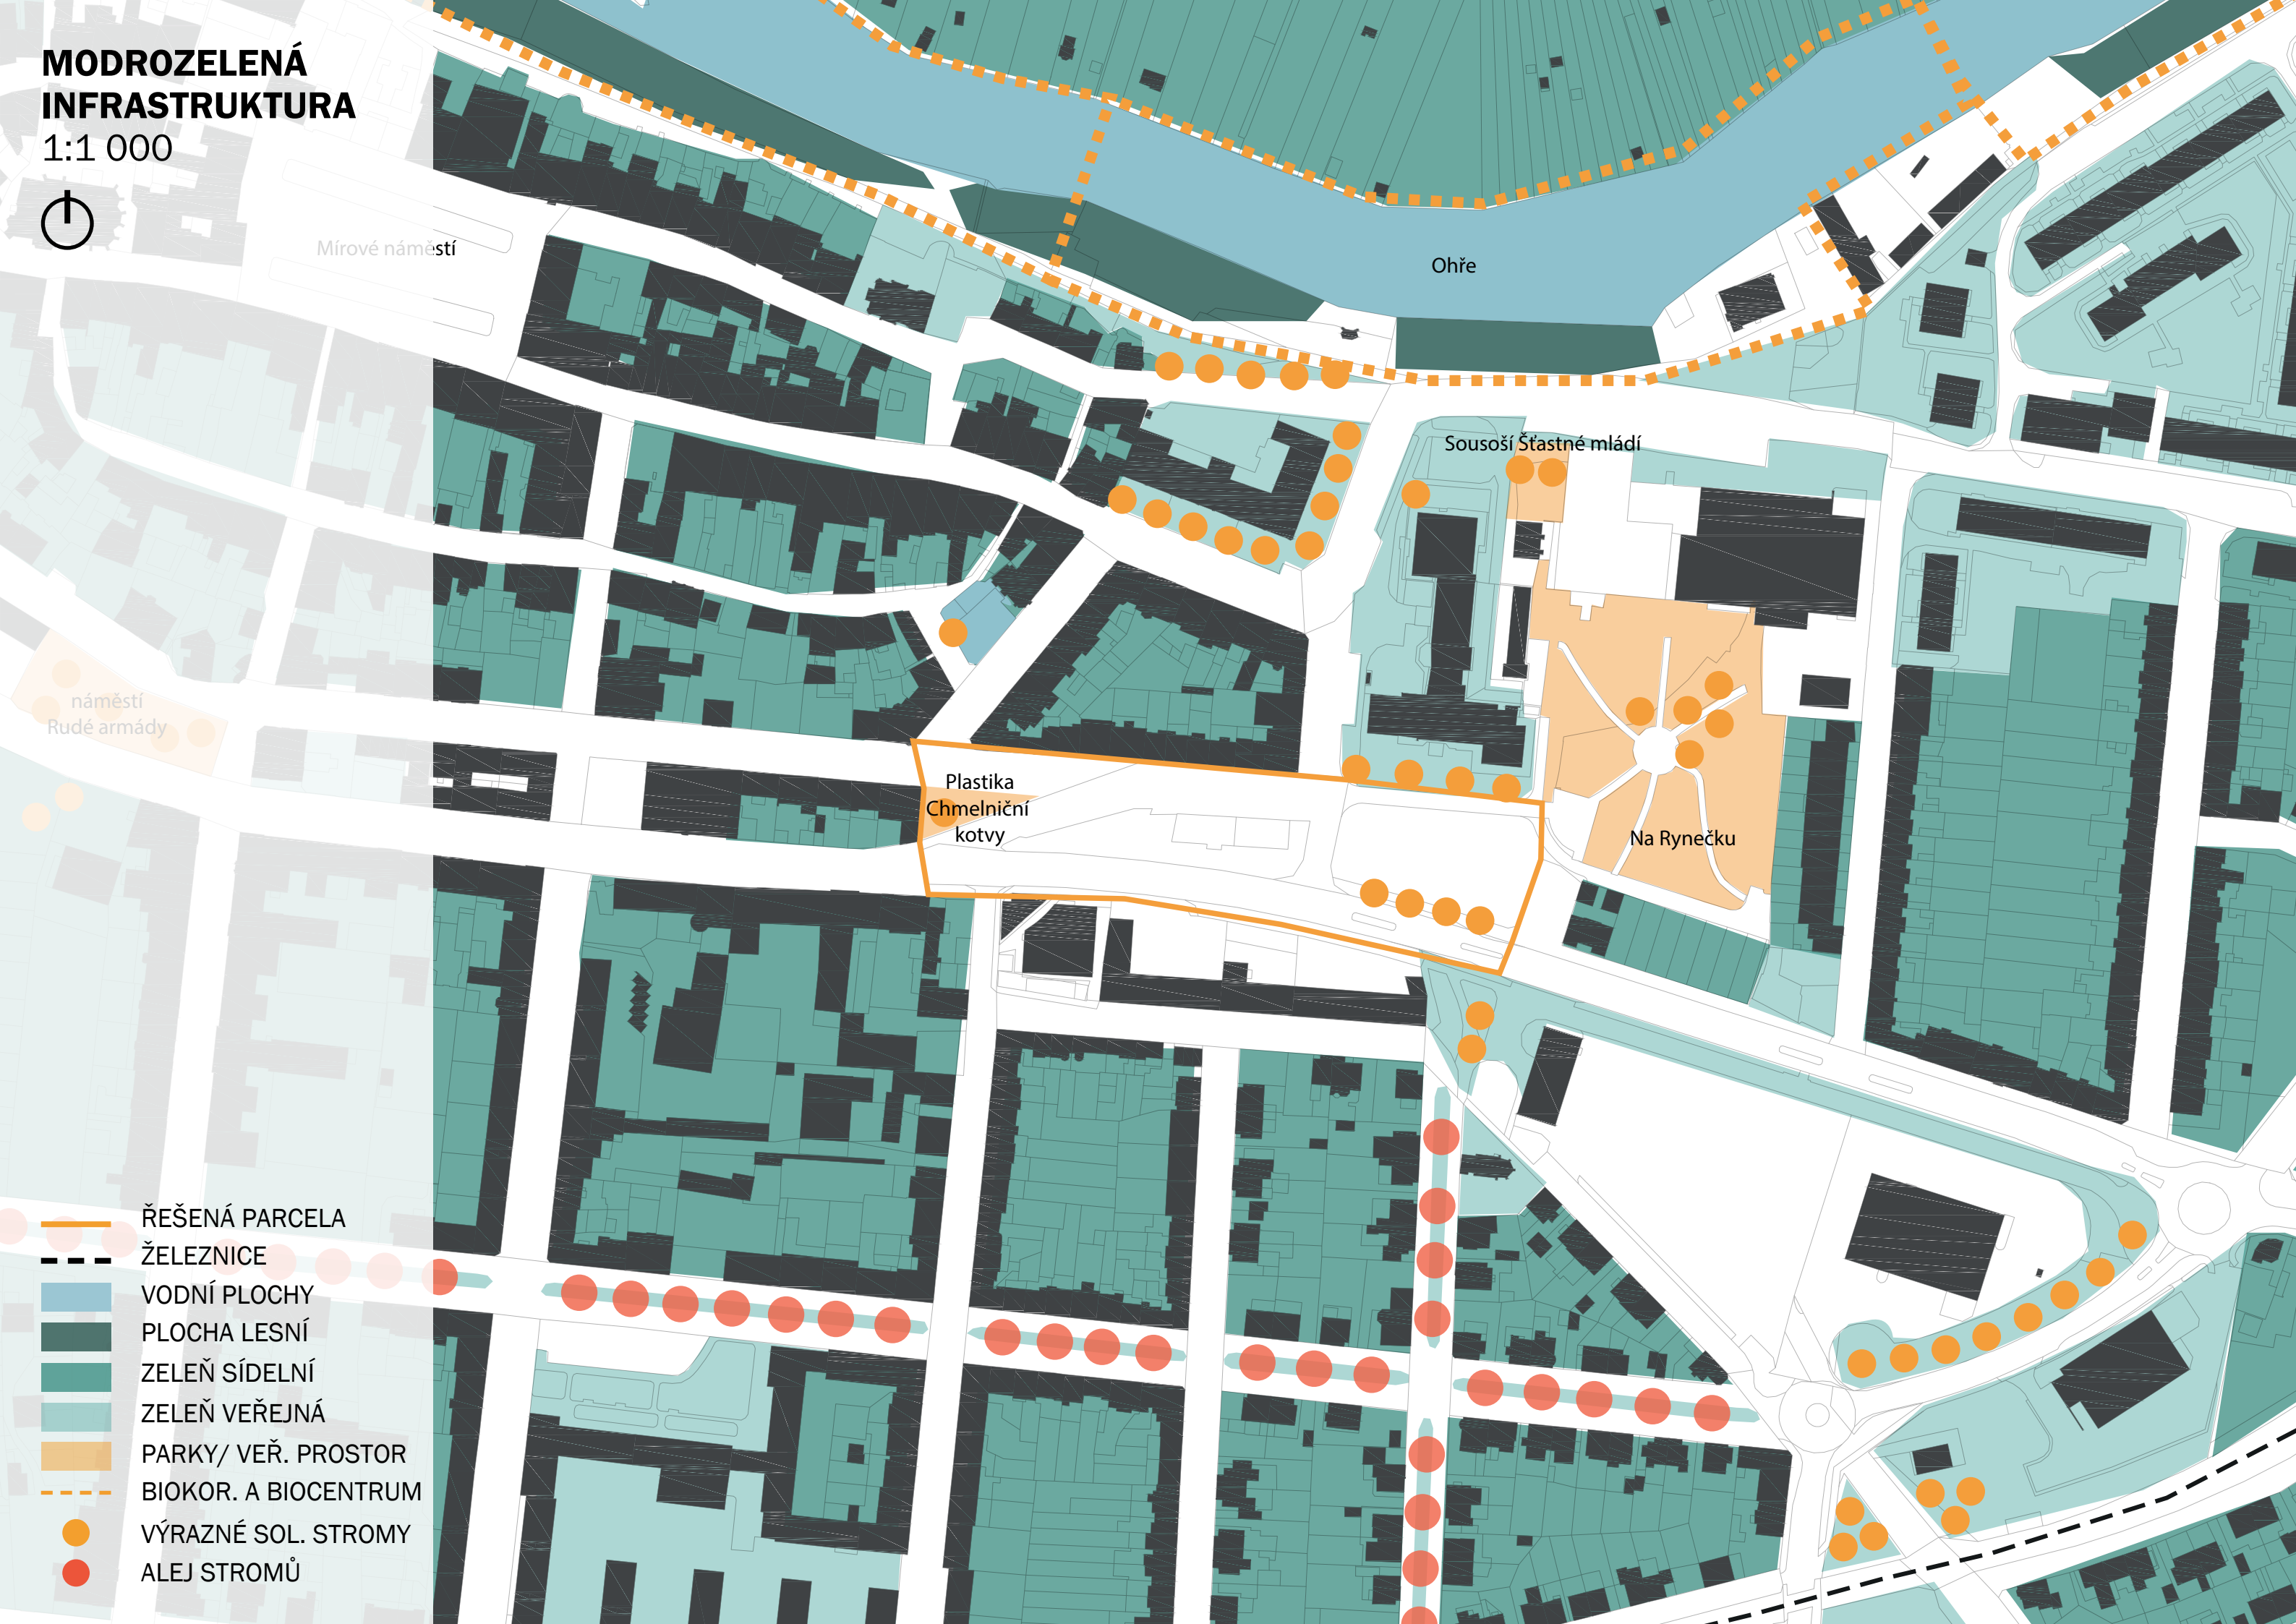 MODROZELENÁ
INFRASTRUKTURA
1:1 000
Mírové náměstí
Ohře
Sousoší Šťastné mládí
náměstí
Rudé armády
Plastika
Chmelniční
kotvy
Na Rynečku
ŘEŠENÁ PARCELA
ŽELEZNICE
VODNÍ PLOCHY
PLOCHA LESNÍ
ZELEŇ SÍDELNÍ
ZELEŇ VEŘEJNÁ
PARKY/ VEŘ. PROSTOR
BIOKOR. A BIOCENTRUM
VÝRAZNÉ SOL. STROMY
ALEJ STROMŮ